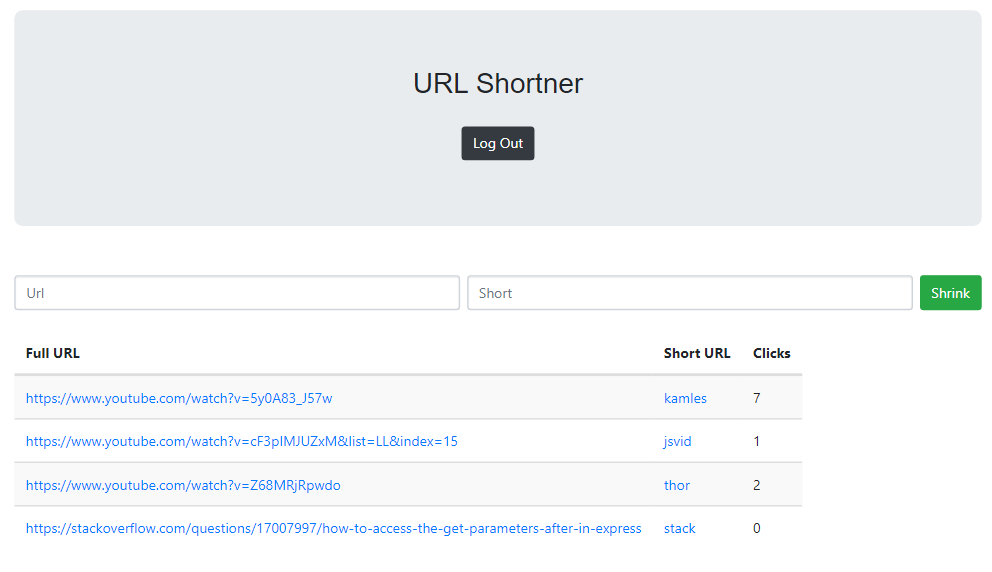 URL Shortner
Log Out
Url Short Shrink
Full URL Short URL Clicks
https://www.youtube.com/watch?v=5y0A83_J57w kamles 7
https://www.youtube.com/watch?v=cF3pIMJUZxM&list=LL&index=15 jsvid 1
https://www.youtube.com/watch?v=Z68MRjRpwdo thor 2
https://stackoverflow.com/questions/17007997/how-to-access-the-get-parameters-after-in-express stack 0